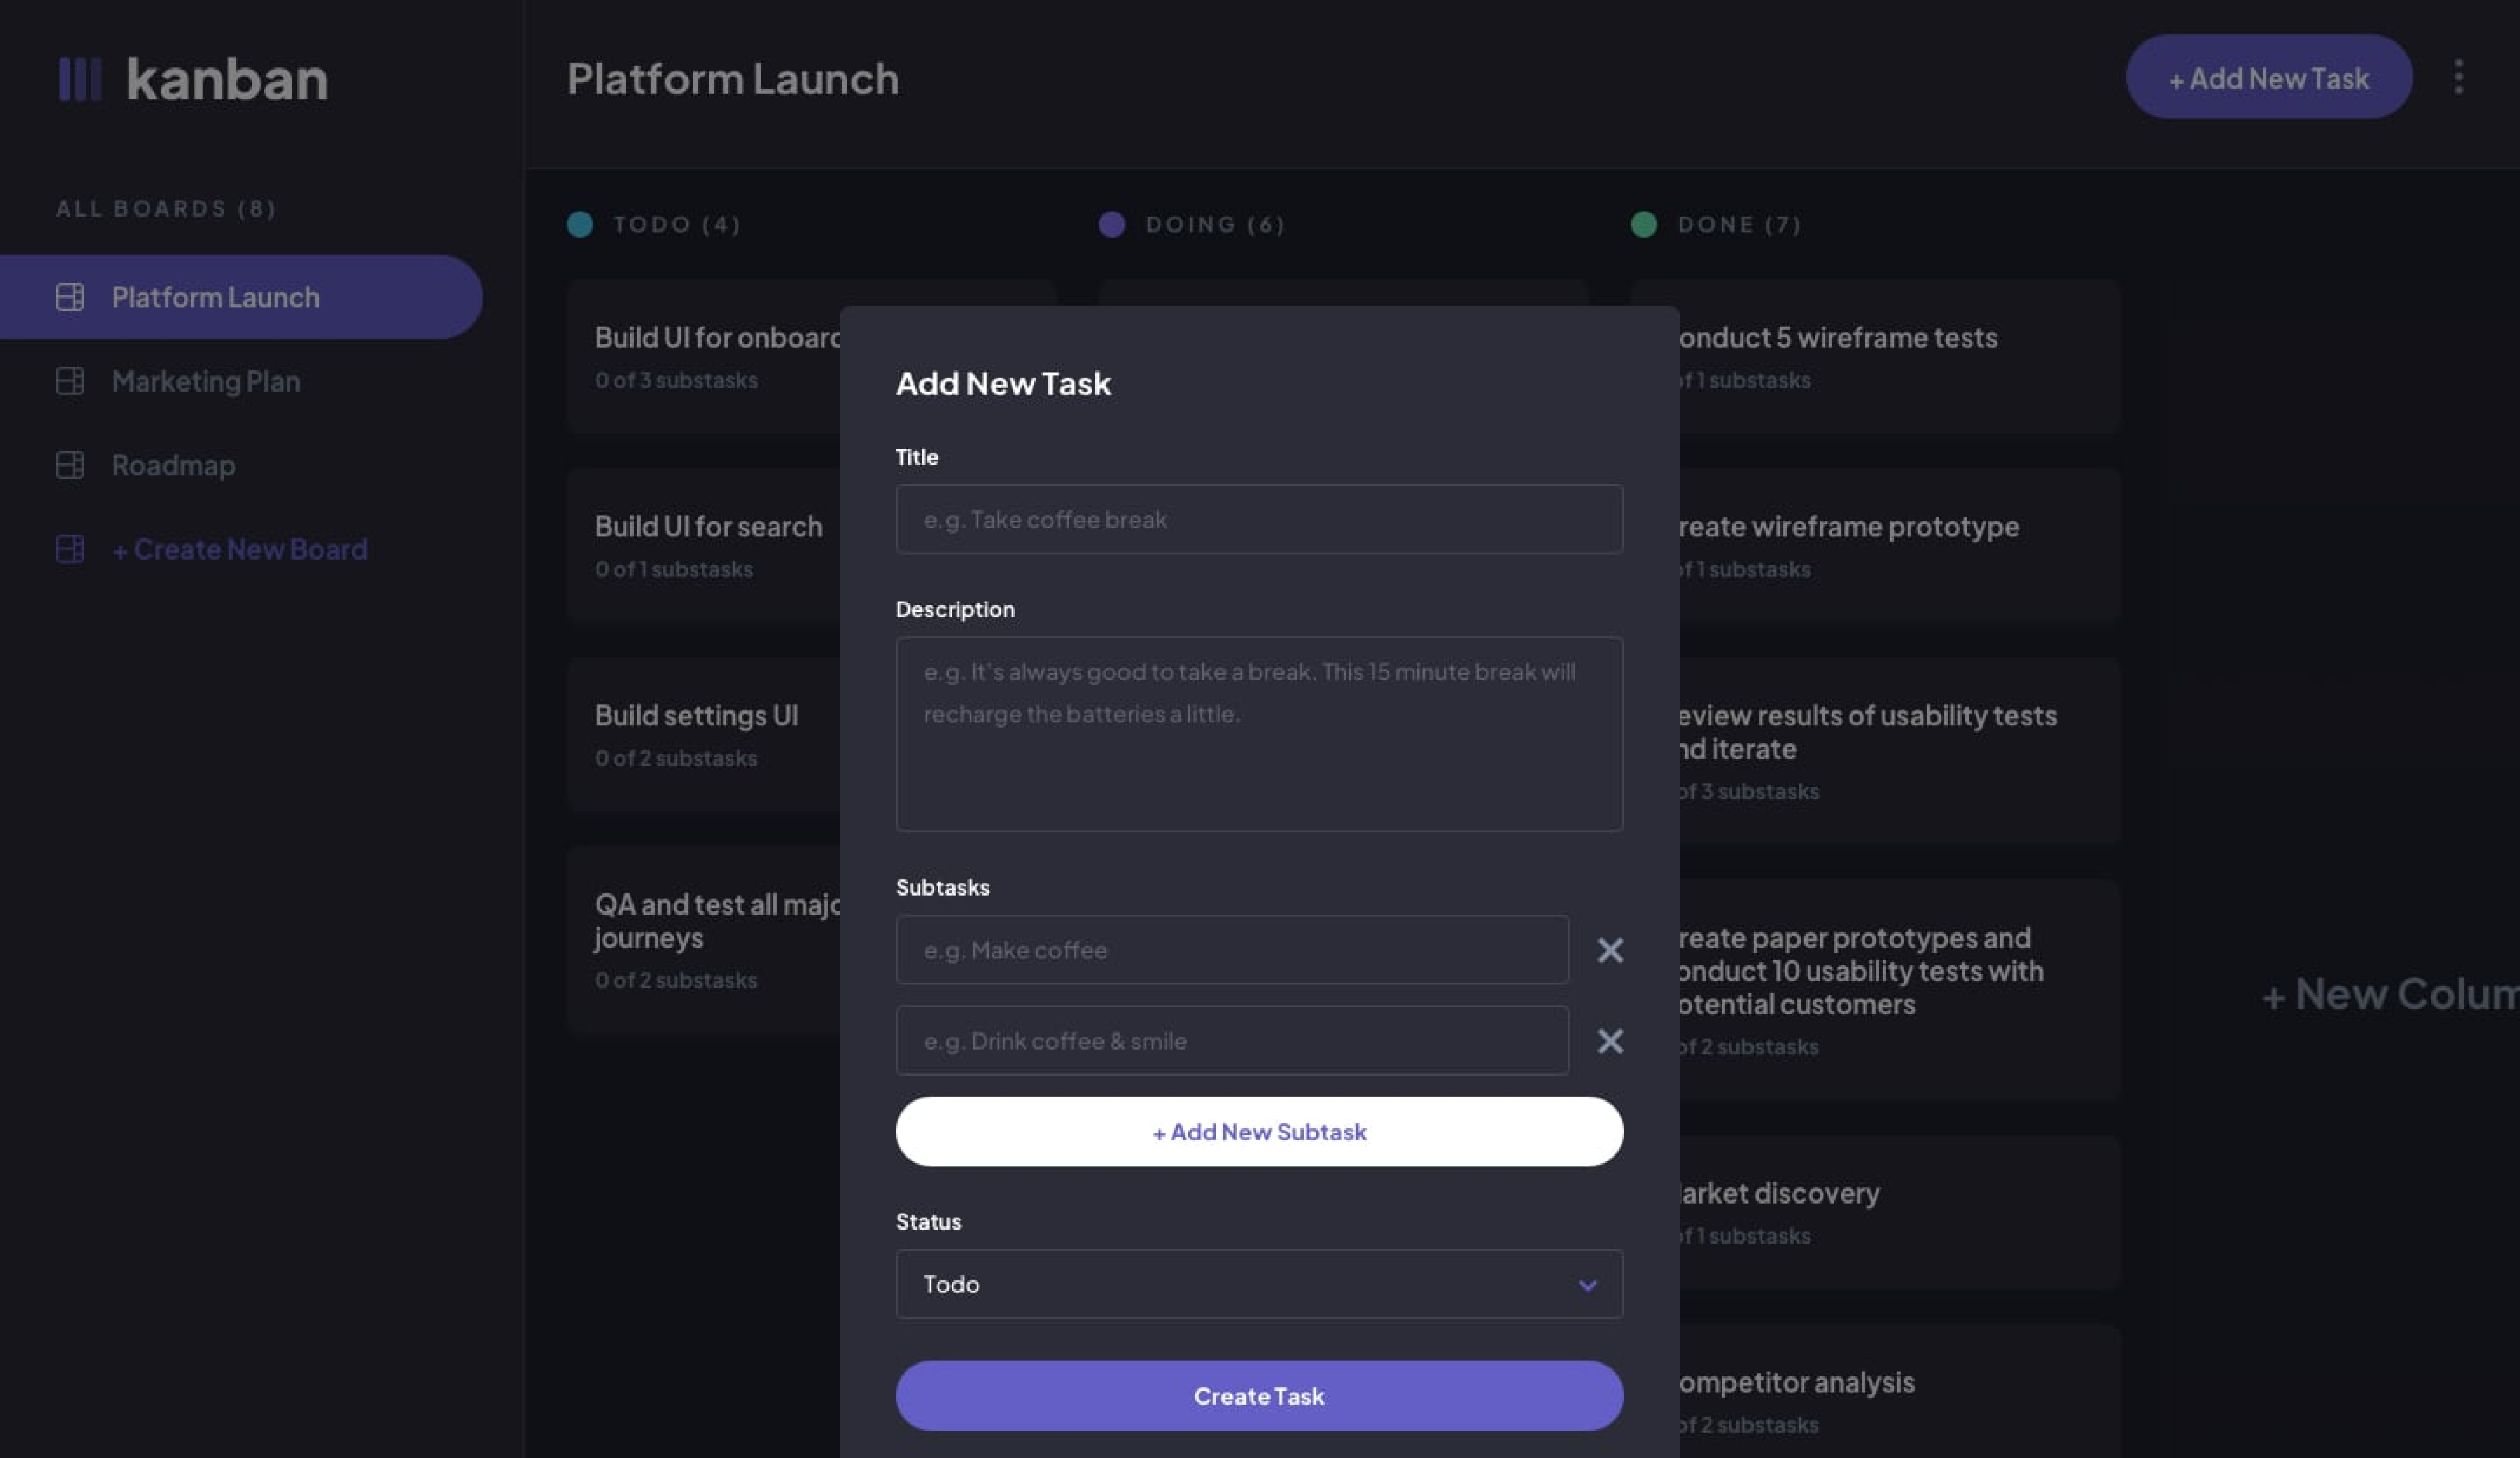 kanban
ALL BOARDS (8)
Platform Launch
Marketing Plan
Roadmap
+ Create New Board
Platform Launch
+ Add New Task
TODO (4)
Build UI for onboard
0 of 3 substasks
Build UI for search
0 of 1 substasks
Build settings UI
0 of 2 substasks
QA and test all majo
journeys
0 of 2 substasks
DOING (6)
DONE (7)
onduct 5 wireframe tests
of 1 substasks
reate wireframe prototype
of 1 substasks
eview results of usability tests
nd iterate
of 3 substasks
reate paper prototypes and
onduct 10 usability tests with
otential customers
of 2 substasks
arket discovery
of 1 substasks
ompetitor analysis
of 2 substasks
+ New Colum
Add New Task
Title
e.g. Take coffee break
Description
e.g. It's always good to take a break. This 15 minute break will
recharge the batteries a little.
Subtasks
e.g. Make coffee
e.g. Drink coffee & smile
+ Add New Subtask
Status
Todo
Create Task